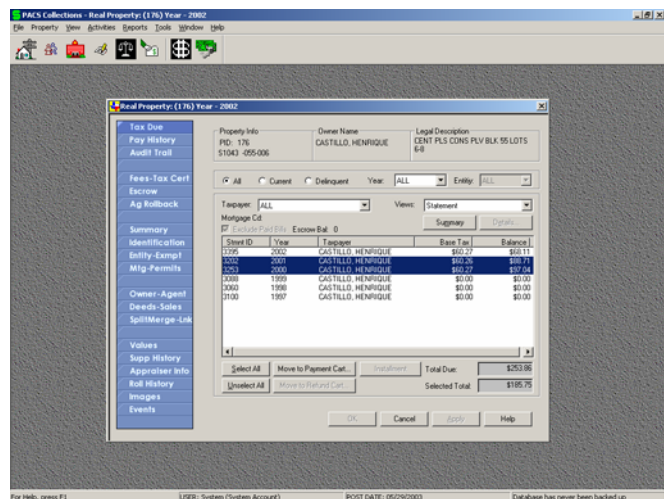 PACS Collections - Real Property: (176) Year - 2002
File Property View Activities Reports Tools Window Help
Real Property: (176) Year - 2002
Tax Due
Pay History
Audit Trail
Fees-Tax Cert
Escrow
Ag Rollback
Summary
Identification
Entity-Exmpt
Mtg-Permits
Owner-Agent
Deeds-Sales
SplitMerge-Lnk
Values
Supp History
Appraiser Info
Roll History
Images
Events
Property Info
PID: 176
S1043 -055-006
Owner Name
CASTILLO, HENRIQUE
Legal Description
CENT PLS CONS PLV BLK 55 LOTS
6-8
All Current Delinquent Year: ALL Entity: ALL
Taxpayer: ALL Views: Statement
Mortgage Cd:
Exclude Paid Bills Escrow Bal: 0
Summary Details...
Stmnt ID Year Taxpayer Base Tax Balance
3395 2002 CASTILLO, HENRIQUE $60.27 $68.11
3202 2001 CASTILLO, HENRIQUE $60.26 $88.71
3253 2000 CASTILLO, HENRIQUE $60.27 $97.04
3088 1999 CASTILLO, HENRIQUE $0.00 $0.00
3060 1998 CASTILLO, HENRIQUE $0.00 $0.00
3100 1997 CASTILLO, HENRIQUE $0.00 $0.00
Select All Move to Payment Cart... Installment Total Due: $253.86
Unselect All Move to Refund Cart... Selected Total: $185.75
OK Cancel Apply Help
For Help, press F1 USER: System (System Account) POST DATE: 05/29/2003 Database has never been backed up